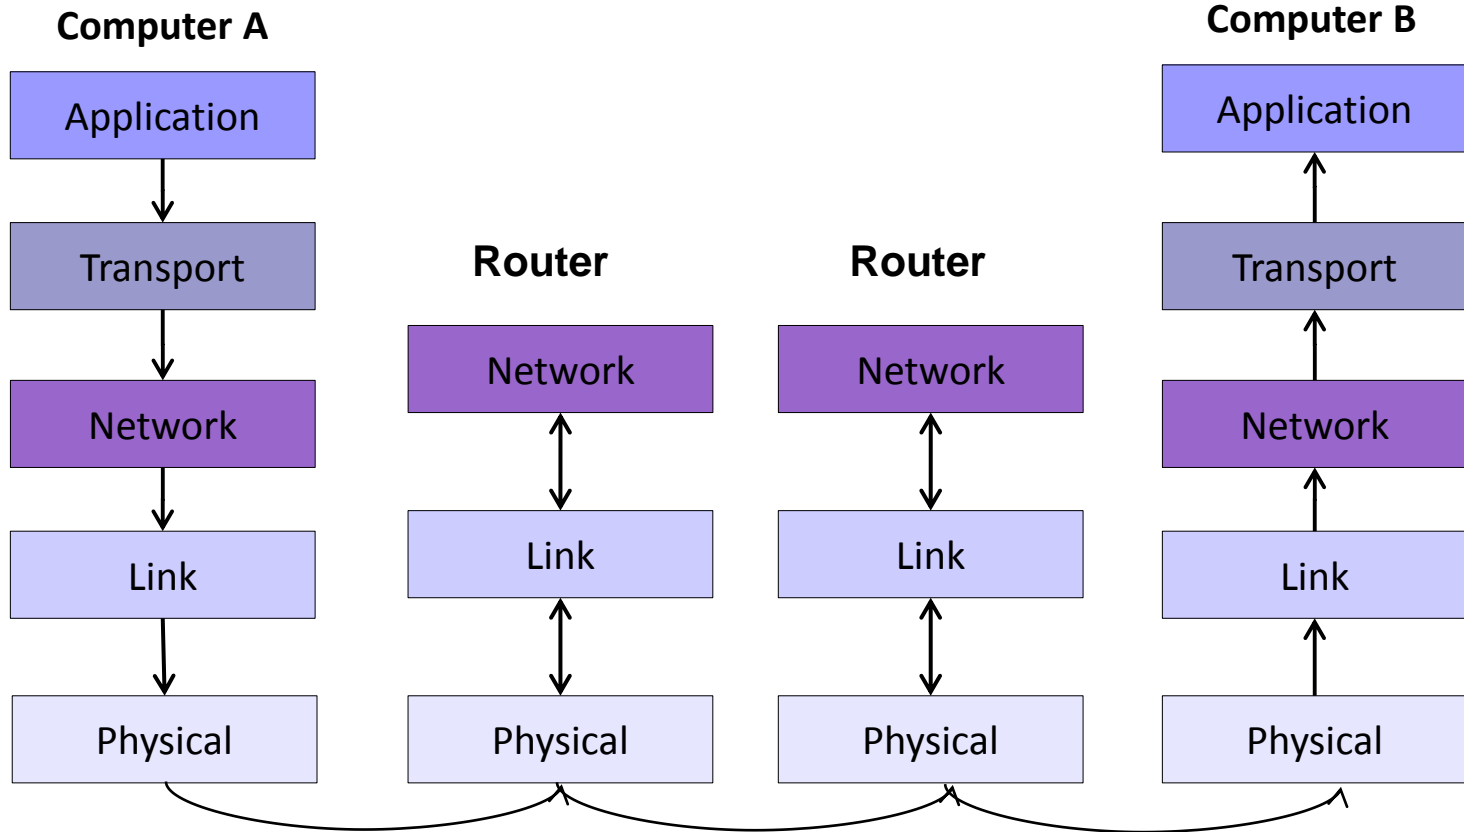 Computer A
Application
Transport
Network
Link
Physical
Router
Network
Link
Physical
Router
Network
Link
Physical
Computer B
Application
Transport
Network
Link
Physical